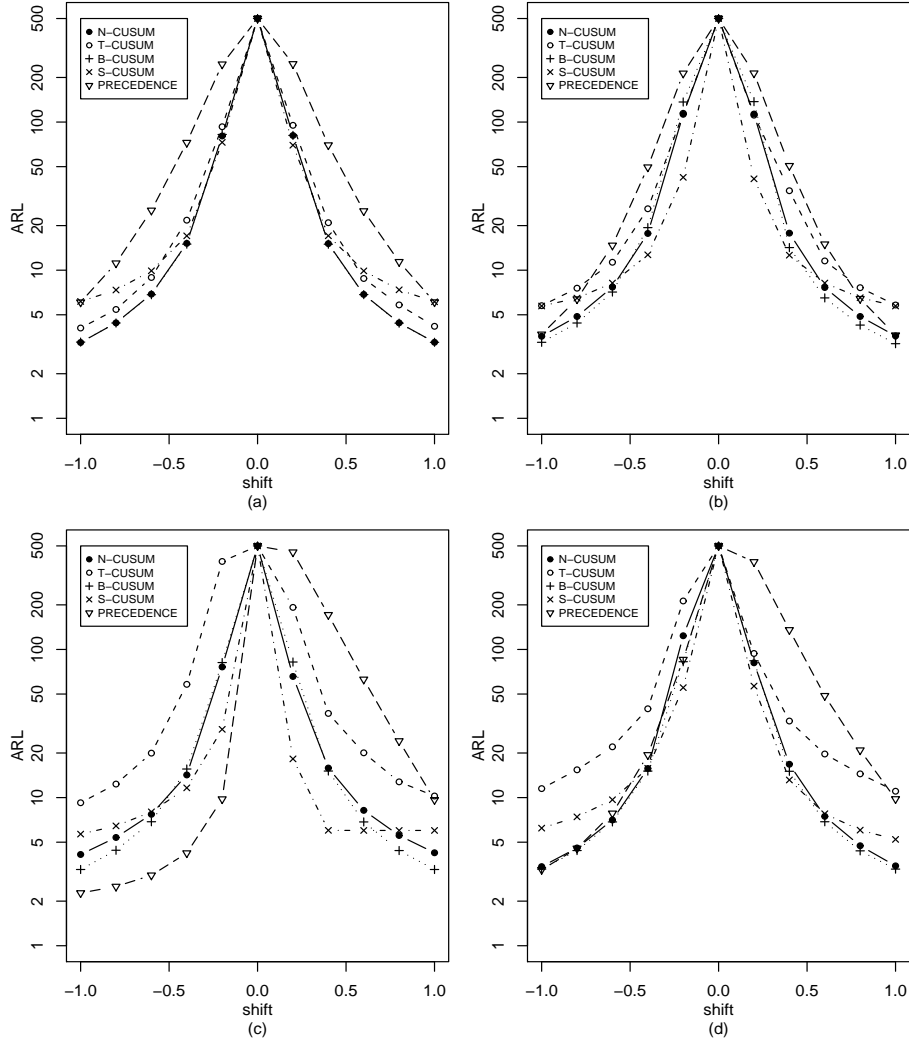 500
200
100
50
20
10
5
2
1
ARL
N−CUSUM
T−CUSUM
B−CUSUM
S−CUSUM
PRECEDENCE
−1.0 −0.5 0.0 0.5 1.0
shift
(a)
500
200
100
50
20
10
5
2
1
ARL
N−CUSUM
T−CUSUM
B−CUSUM
S−CUSUM
PRECEDENCE
−1.0 −0.5 0.0 0.5 1.0
shift
(b)
500
200
100
50
20
10
5
2
1
ARL
N−CUSUM
T−CUSUM
B−CUSUM
S−CUSUM
PRECEDENCE
−1.0 −0.5 0.0 0.5 1.0
shift
(c)
500
200
100
50
20
10
5
2
1
ARL
N−CUSUM
T−CUSUM
B−CUSUM
S−CUSUM
PRECEDENCE
−1.0 −0.5 0.0 0.5 1.0
shift
(d)